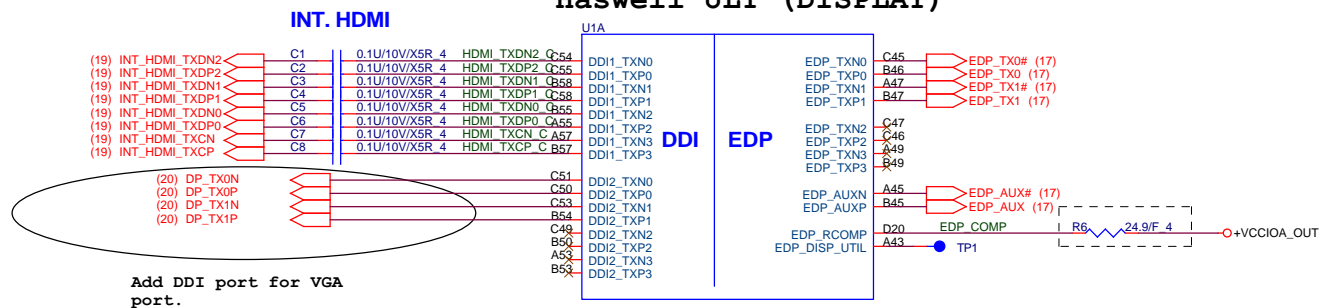 Haswell ULT (DISPLAY)
INT. HDMI
U1A
(19) INT_HDMI_TXDN2 C1 0.1U/10V/X5R_4 HDMI_TXDN2_C C54 DDI1_TXN0 EDP_TXN0 C45 EDP_TX0# (17)
(19) INT_HDMI_TXDP2 C2 0.1U/10V/X5R_4 HDMI_TXDP2_C C55 DDI1_TXP0 EDP_TXP0 B46 EDP_TX0 (17)
(19) INT_HDMI_TXDN1 C3 0.1U/10V/X5R_4 HDMI_TXDN1_C B58 DDI1_TXN1 EDP_TXN1 A47 EDP_TX1# (17)
(19) INT_HDMI_TXDP1 C4 0.1U/10V/X5R_4 HDMI_TXDP1_C C58 DDI1_TXP1 EDP_TXP1 B47 EDP_TX1 (17)
(19) INT_HDMI_TXDN0 C5 0.1U/10V/X5R_4 HDMI_TXDN0_C B55 DDI1_TXN2
(19) INT_HDMI_TXDP0 C6 0.1U/10V/X5R_4 HDMI_TXDP0_C A55 DDI1_TXP2 EDP_TXN2 C47
(19) INT_HDMI_TXCN C7 0.1U/10V/X5R_4 HDMI_TXCN_C A57 DDI1_TXN3 DDI EDP EDP_TXP2 C46
(19) INT_HDMI_TXCP C8 0.1U/10V/X5R_4 HDMI_TXCP_C B57 DDI1_TXP3 EDP_TXN3 A49
EDP_TXP3 B49
(20) DP_TX0N C51 DDI2_TXN0
(20) DP_TX0P C50 DDI2_TXP0 EDP_AUXN A45 EDP_AUX# (17)
(20) DP_TX1N C53 DDI2_TXN1 EDP_AUXP B45 EDP_AUX (17)
(20) DP_TX1P B54 DDI2_TXP1
C49 DDI2_TXN2 EDP_RCOMP D20 EDP_COMP R6 24.9/F_4 +VCCIOA_OUT
B50 DDI2_TXP2 EDP_DISP_UTIL A43 TP1
A53 DDI2_TXN3
B53 DDI2_TXP3
Add DDI port for VGA
port.